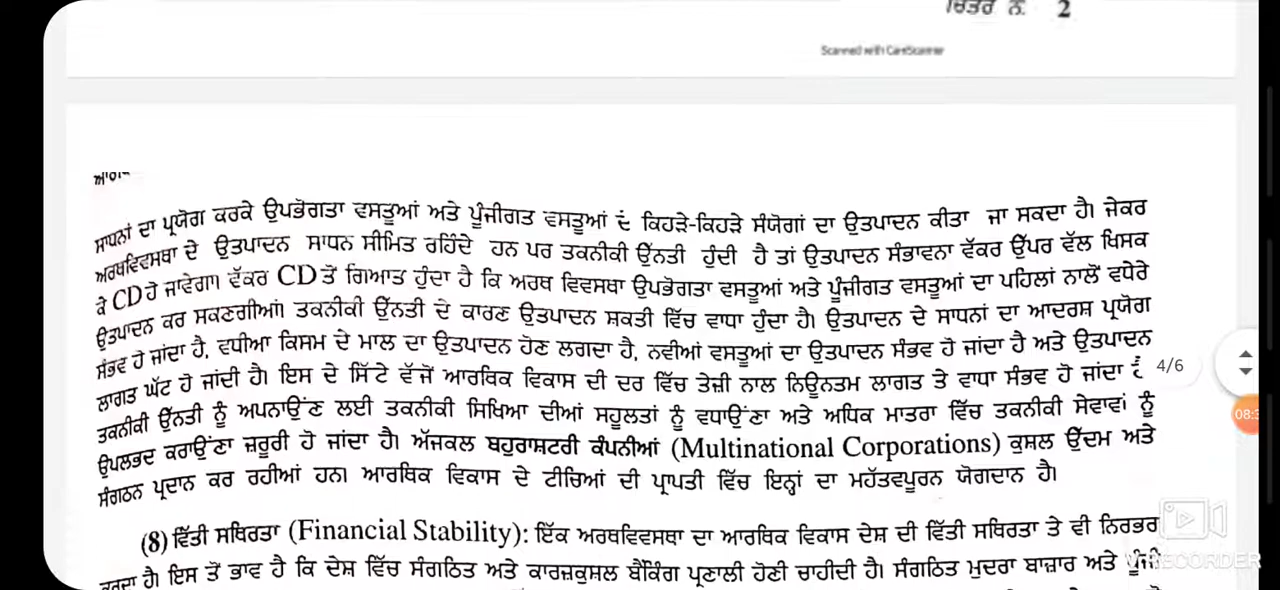 ਚਿੱਤਰ ਨੰ. 2
Scanned with CamScanner
ਸਾਧਨਾਂ ਦਾ ਪ੍ਰਯੋਗ ਕਰਕੇ ਉਪਭੋਗਤਾ ਵਸਤੂਆਂ ਅਤੇ ਪੂੰਜੀਗਤ ਵਸਤੂਆਂ ਦੇ ਕਿਹੜੇ-ਕਿਹੜੇ ਸੰਯੋਗਾਂ ਦਾ ਉਤਪਾਦਨ ਕੀਤਾ ਜਾ ਸਕਦਾ ਹੈ। ਜੇਕਰ
ਅਰਥਵਿਵਸਥਾ ਦੇ ਉਤਪਾਦਨ ਸਾਧਨ ਸੀਮਿਤ ਰਹਿੰਦੇ ਹਨ ਪਰ ਤਕਨੀਕੀ ਉੱਨਤੀ ਹੁੰਦੀ ਹੈ ਤਾਂ ਉਤਪਾਦਨ ਸੰਭਾਵਨਾ ਵੱਕਰ ਉੱਪਰ ਵੱਲ ਖਿਸਕ
ਕੇ CD ਹੋ ਜਾਵੇਗਾ। ਵੱਕਰ CD ਤੋਂ ਗਿਆਤ ਹੁੰਦਾ ਹੈ ਕਿ ਅਰਥ ਵਿਵਸਥਾ ਉਪਭੋਗਤਾ ਵਸਤੂਆਂ ਅਤੇ ਪੂੰਜੀਗਤ ਵਸਤੂਆਂ ਦਾ ਪਹਿਲਾਂ ਨਾਲੋਂ ਵਧੇਰੇ
ਉਤਪਾਦਨ ਕਰ ਸਕਣਗੀਆਂ। ਤਕਨੀਕੀ ਉੱਨਤੀ ਦੇ ਕਾਰਣ ਉਤਪਾਦਨ ਸ਼ਕਤੀ ਵਿੱਚ ਵਾਧਾ ਹੁੰਦਾ ਹੈ। ਉਤਪਾਦਨ ਦੇ ਸਾਧਨਾਂ ਦਾ ਆਦਰਸ਼ ਪ੍ਰਯੋਗ
ਸੰਭਵ ਹੋ ਜਾਂਦਾ ਹੈ, ਵਧੀਆ ਕਿਸਮ ਦੇ ਮਾਲ ਦਾ ਉਤਪਾਦਨ ਹੋਣ ਲਗਦਾ ਹੈ, ਨਵੀਆਂ ਵਸਤੂਆਂ ਦਾ ਉਤਪਾਦਨ ਸੰਭਵ ਹੋ ਜਾਂਦਾ ਹੈ ਅਤੇ ਉਤਪਾਦਨ
ਲਾਗਤ ਘੱਟ ਹੋ ਜਾਂਦੀ ਹੈ। ਇਸ ਦੇ ਸਿੱਟੇ ਵੱਜੋਂ ਆਰਥਿਕ ਵਿਕਾਸ ਦੀ ਦਰ ਵਿੱਚ ਤੇਜ਼ੀ ਨਾਲ ਨਿਊਨਤਮ ਲਾਗਤ ਤੇ ਵਾਧਾ ਸੰਭਵ ਹੋ ਜਾਂਦਾ 4/6
ਤਕਨੀਕੀ ਉੱਨਤੀ ਨੂੰ ਅਪਨਾਉਂਣ ਲਈ ਤਕਨੀਕੀ ਸਿਖਿਆ ਦੀਆਂ ਸਹੂਲਤਾਂ ਨੂੰ ਵਧਾਉਂਣਾ ਅਤੇ ਅਧਿਕ ਮਾਤਰਾ ਵਿੱਚ ਤਕਨੀਕੀ ਸੇਵਾਵਾਂ ਨੂੰ
ਉਪਲਭਦ ਕਰਾਉਂਣਾ ਜ਼ਰੂਰੀ ਹੋ ਜਾਂਦਾ ਹੈ। ਅੱਜਕਲ ਬਹੁਰਾਸ਼ਟਰੀ ਕੰਪਨੀਆਂ (Multinational Corporations) ਕੁਸ਼ਲ ਉੱਦਮ ਅਤੇ
ਸੰਗਠਨ ਪ੍ਰਦਾਨ ਕਰ ਰਹੀਆਂ ਹਨ। ਆਰਥਿਕ ਵਿਕਾਸ ਦੇ ਟੀਚਿਆਂ ਦੀ ਪ੍ਰਾਪਤੀ ਵਿੱਚ ਇਨ੍ਹਾਂ ਦਾ ਮਹੱਤਵਪੂਰਨ ਯੋਗਦਾਨ ਹੈ।
(8) ਵਿੱਤੀ ਸਥਿਰਤਾ (Financial Stability): ਇੱਕ ਅਰਥਵਿਵਸਥਾ ਦਾ ਆਰਥਿਕ ਵਿਕਾਸ ਦੇਸ਼ ਦੀ ਵਿੱਤੀ ਸਥਿਰਤਾ ਤੇ ਵੀ ਨਿਰਭਰ
ਕਰਦਾ ਹੈ। ਇਸ ਤੋਂ ਭਾਵ ਹੈ ਕਿ ਦੇਸ਼ ਵਿੱਚ ਸੰਗਠਿਤ ਅਤੇ ਕਾਰਜਕੁਸ਼ਲ ਬੈਂਕਿੰਗ ਪ੍ਰਣਾਲੀ ਹੋਣੀ ਚਾਹੀਦੀ ਹੈ। ਸੰਗਠਿਤ ਮੁਦਰਾ ਬਾਜ਼ਾਰ ਅਤੇ ਪੂੰਜੀ